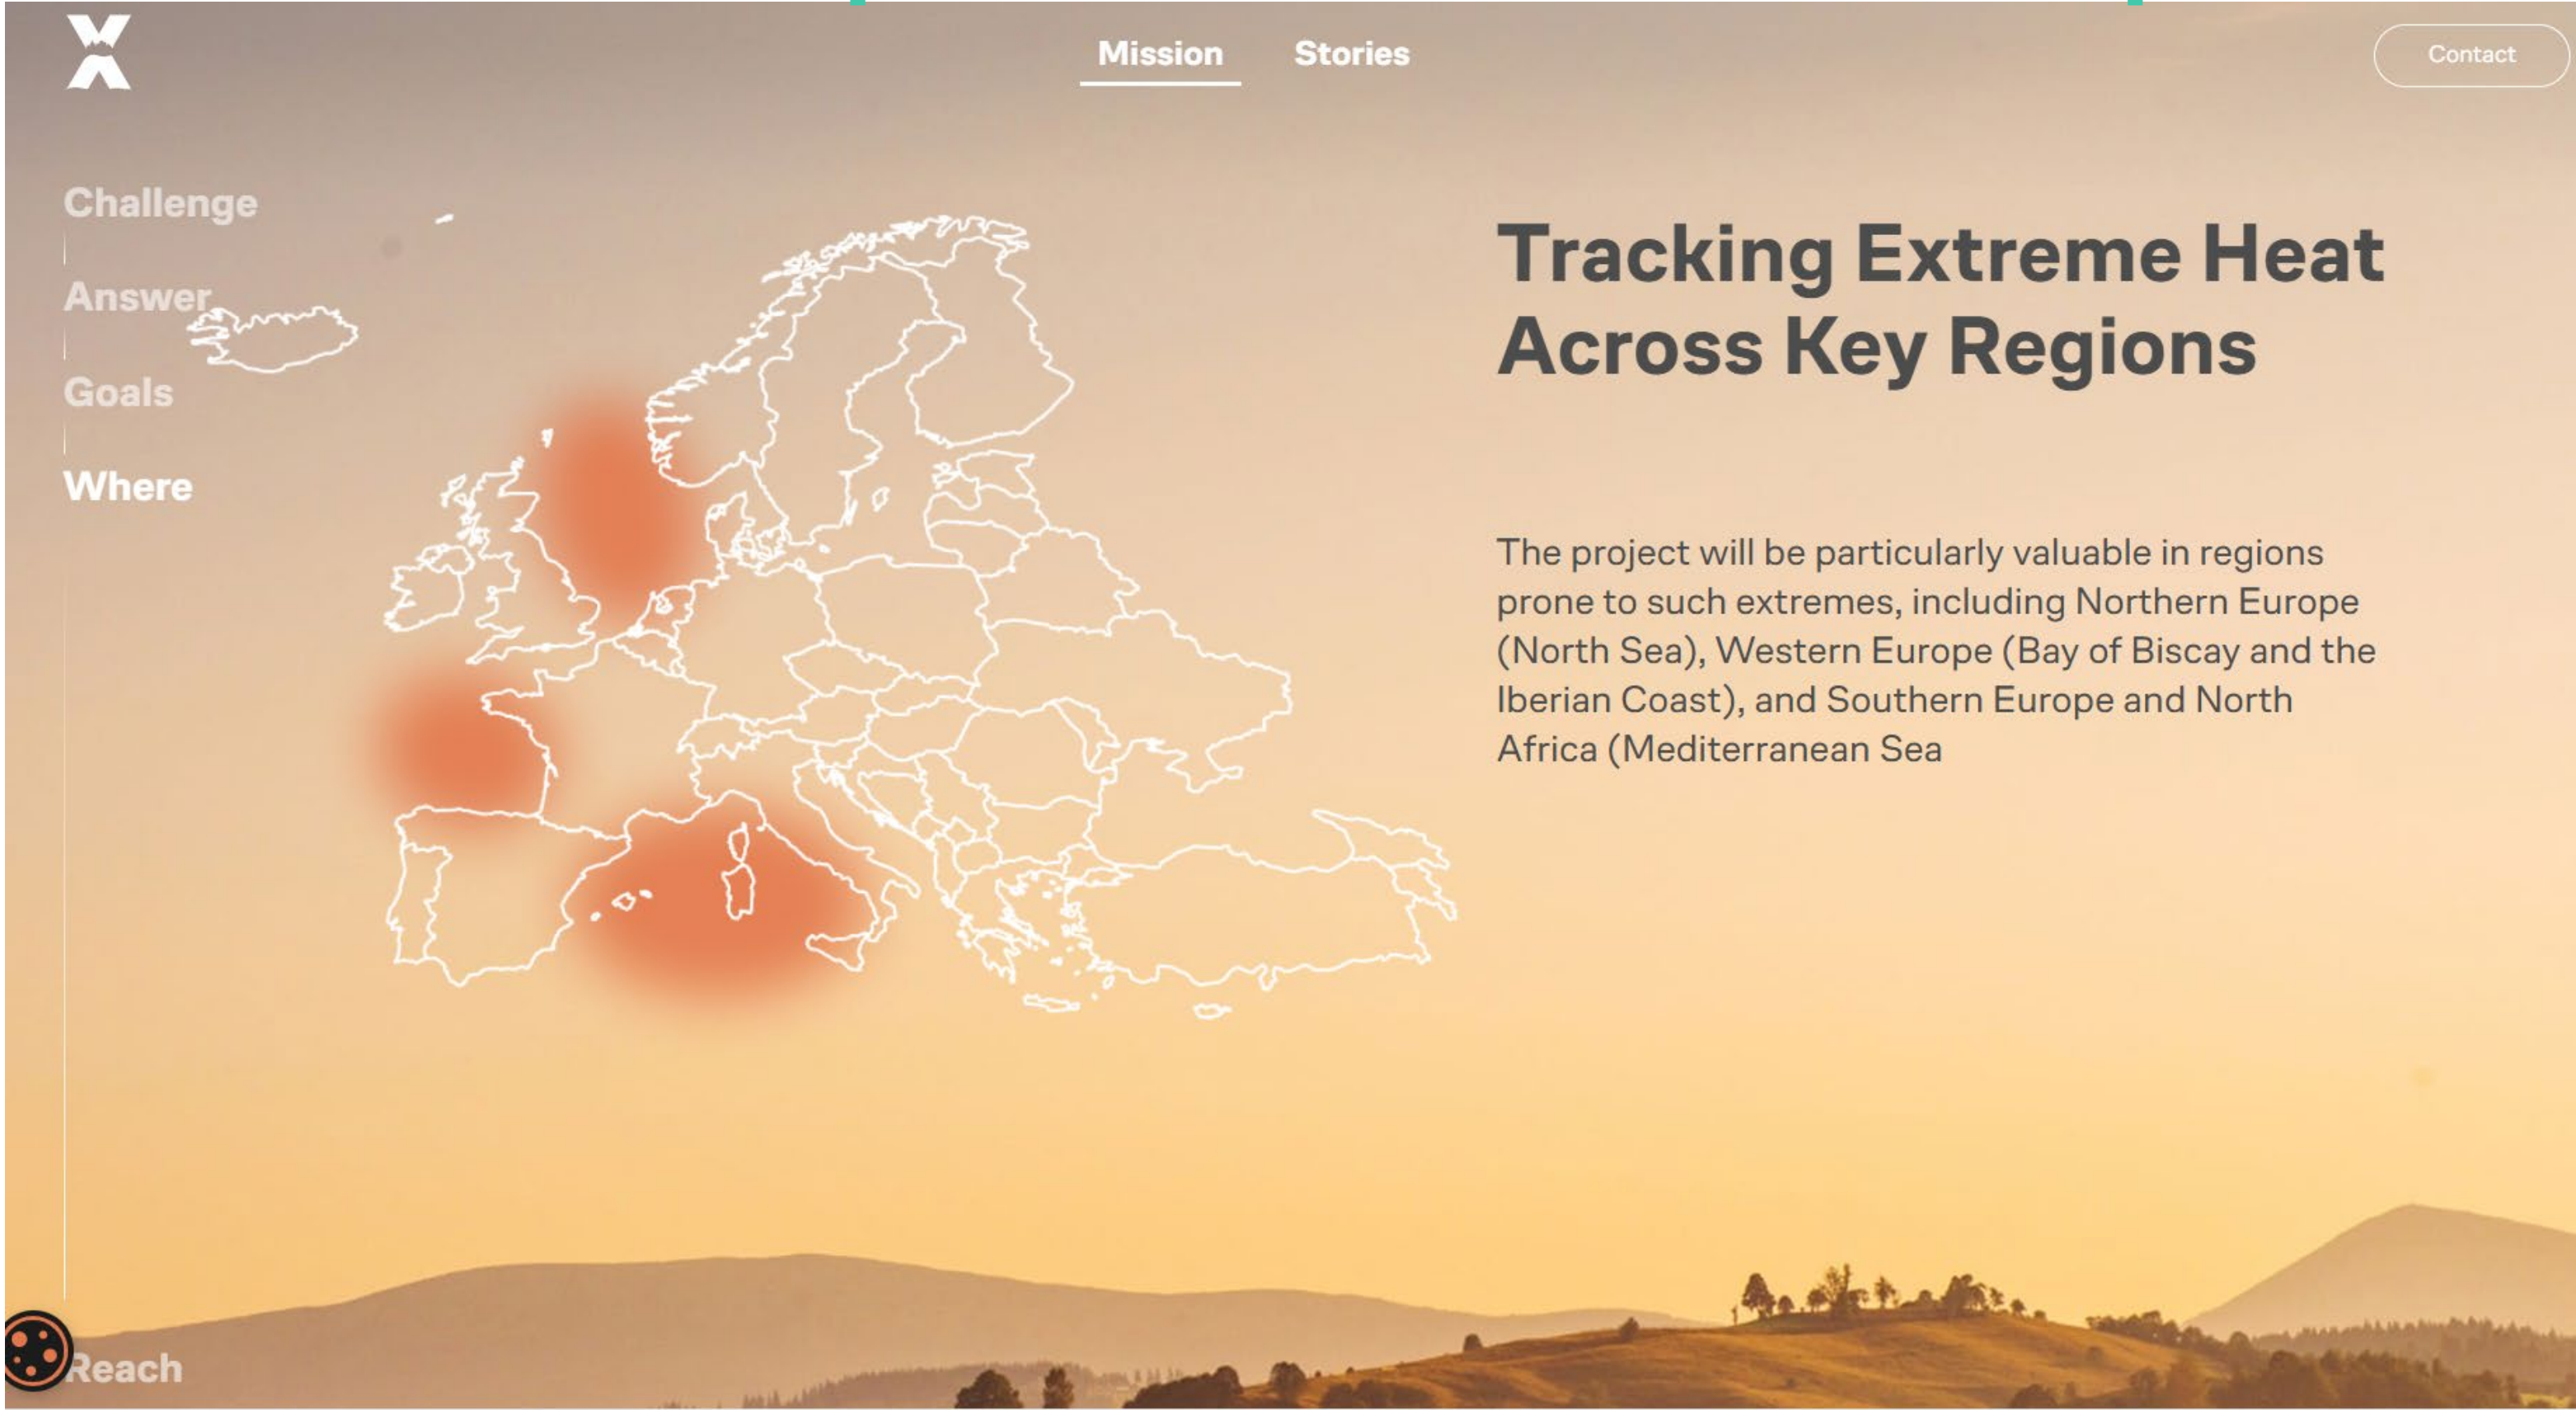 Mission
Stories
Contact
Challenge
Answer
Goals
Where
Reach
Tracking Extreme Heat
Across Key Regions
The project will be particularly valuable in regions
prone to such extremes, including Northern Europe
(North Sea), Western Europe (Bay of Biscay and the
Iberian Coast), and Southern Europe and North
Africa (Mediterranean Sea